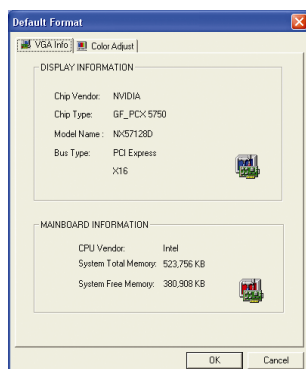 Default Format
VGA Info Color Adjust
DISPLAY INFORMATION
Chip Vendor: NVIDIA
Chip Type: GF_PCX 5750
Model Name : NX57128D
Bus Type: PCI Express
X16
MAINBOARD INFORMATION
CPU Vendor: Intel
System Total Memory: 523,756 KB
System Free Memory: 380,908 KB
OK Cancel